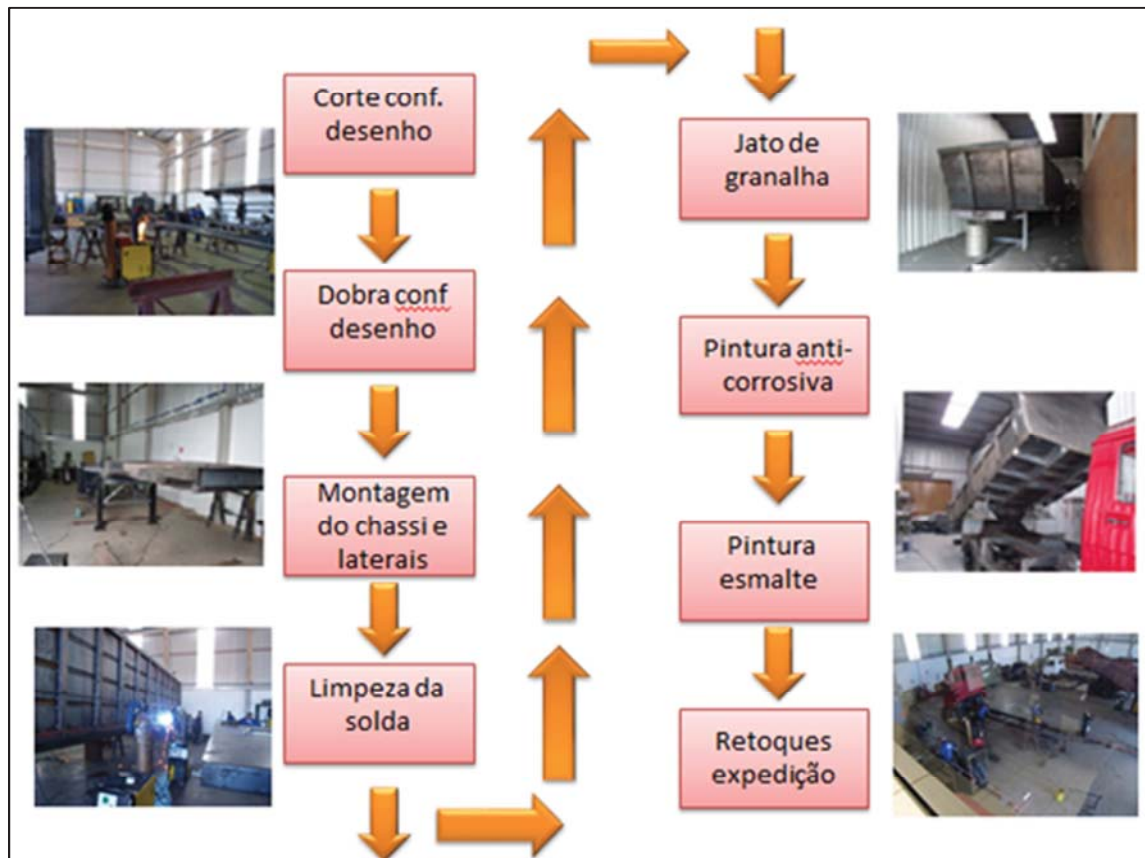 Corte conf.
desenho
Dobra conf
desenho
Montagem
do chassi e
laterais
Limpeza da
solda
Jato de
granalha
Pintura anti-
corrosiva
Pintura
esmalte
Retoques
expedição